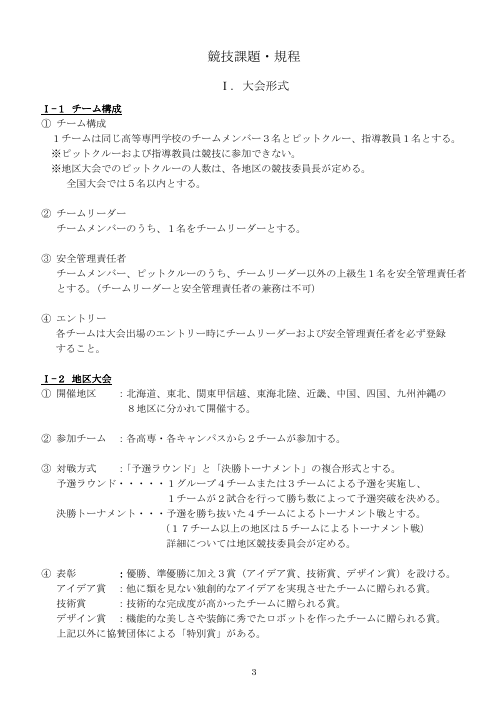 競技課題・規程
Ⅰ．大会形式
Ⅰ-１ チーム構成
① チーム構成
１チームは同じ高等専門学校のチームメンバー３名とピットクルー、指導教員１名とする。
※ピットクルーおよび指導教員は競技に参加できない。
※地区大会でのピットクルーの人数は、各地区の競技委員長が定める。
全国大会では５名以内とする。
② チームリーダー
チームメンバーのうち、１名をチームリーダーとする。
③ 安全管理責任者
チームメンバー、ピットクルーのうち、チームリーダー以外の上級生１名を安全管理責任者
とする。（チームリーダーと安全管理責任者の兼務は不可）
④ エントリー
各チームは大会出場のエントリー時にチームリーダーおよび安全管理責任者を必ず登録
すること。
Ⅰ-２ 地区大会
① 開催地区 ：北海道、東北、関東甲信越、東海北陸、近畿、中国、四国、九州沖縄の
８地区に分かれて開催する。
② 参加チーム ：各高専・各キャンパスから２チームが参加する。
③ 対戦方式 ：「予選ラウンド」と「決勝トーナメント」の複合形式とする。
予選ラウンド・・・・・１グループ４チームまたは３チームによる予選を実施し、
１チームが２試合を行って勝ち数によって予選突破を決める。
決勝トーナメント・・・予選を勝ち抜いた４チームによるトーナメント戦とする。
（１７チーム以上の地区は５チームによるトーナメント戦）
詳細については地区競技委員会が定める。
④ 表彰 ：優勝、準優勝に加え３賞（アイデア賞、技術賞、デザイン賞）を設ける。
アイデア賞 ：他に類を見ない独創的なアイデアを実現させたチームに贈られる賞。
技術賞 ：技術的な完成度が高かったチームに贈られる賞。
デザイン賞 ：機能的な美しさや装飾に秀でたロボットを作ったチームに贈られる賞。
上記以外に協賛団体による「特別賞」がある。
3